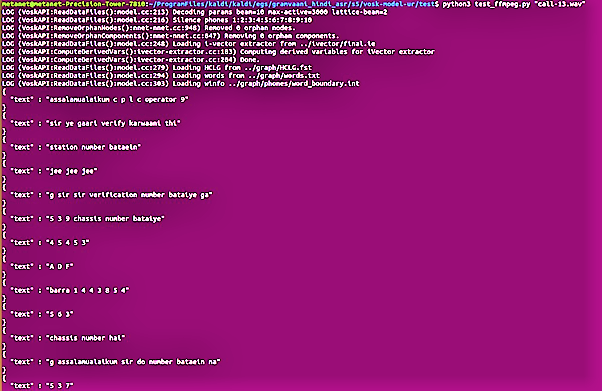 metanet@metanet-Precision-Tower-7810:~/ProgramFiles/kaldi/kaldi/egs/gramvaani_hindi_asr/s5/vosk-model-ur/test$ python3 test_ffmpeg.py "call-13.wav"
LOG (VoskAPI:ReadDataFiles():model.cc:213) Decoding params beam=10 max-active=3000 lattice-beam=2
LOG (VoskAPI:ReadDataFiles():model.cc:216) Silence phones 1:2:3:4:5:6:7:8:9:10
LOG (VoskAPI:RemoveOrphanNodes():nnet-nnet.cc:948) Removed 0 orphan nodes.
LOG (VoskAPI:RemoveOrphanComponents():nnet-nnet.cc:847) Removing 0 orphan components.
LOG (VoskAPI:ReadDataFiles():model.cc:248) Loading i-vector extractor from ../ivector/final.ie
LOG (VoskAPI:ComputeDerivedVars():ivector-extractor.cc:183) Computing derived variables for iVector extractor
LOG (VoskAPI:ComputeDerivedVars():ivector-extractor.cc:204) Done.
LOG (VoskAPI:ReadDataFiles():model.cc:279) Loading HCLG from ../graph/HCLG.fst
LOG (VoskAPI:ReadDataFiles():model.cc:294) Loading words from ../graph/words.txt
LOG (VoskAPI:ReadDataFiles():model.cc:303) Loading winfo ../graph/phones/word_boundary.int
{
"text" : "assalamualaikum c p l c operator 9"
}
{
"text" : "sir ye gaari verify karwaani thi"
}
{
"text" : "station number bataein"
}
{
"text" : "jee jee jee"
}
{
"text" : "g sir sir verification number bataiye ga"
}
{
"text" : "5 3 9 chassis number bataiye"
}
{
"text" : "4 5 4 5 3"
}
{
"text" : "A D F"
}
{
"text" : "barra 1 4 4 3 8 5 4"
}
{
"text" : "5 6 3"
}
{
"text" : "chassis number hai"
}
{
"text" : "g assalamualaikum sir do number bataein na"
}
{
"text" : "5 3 7"